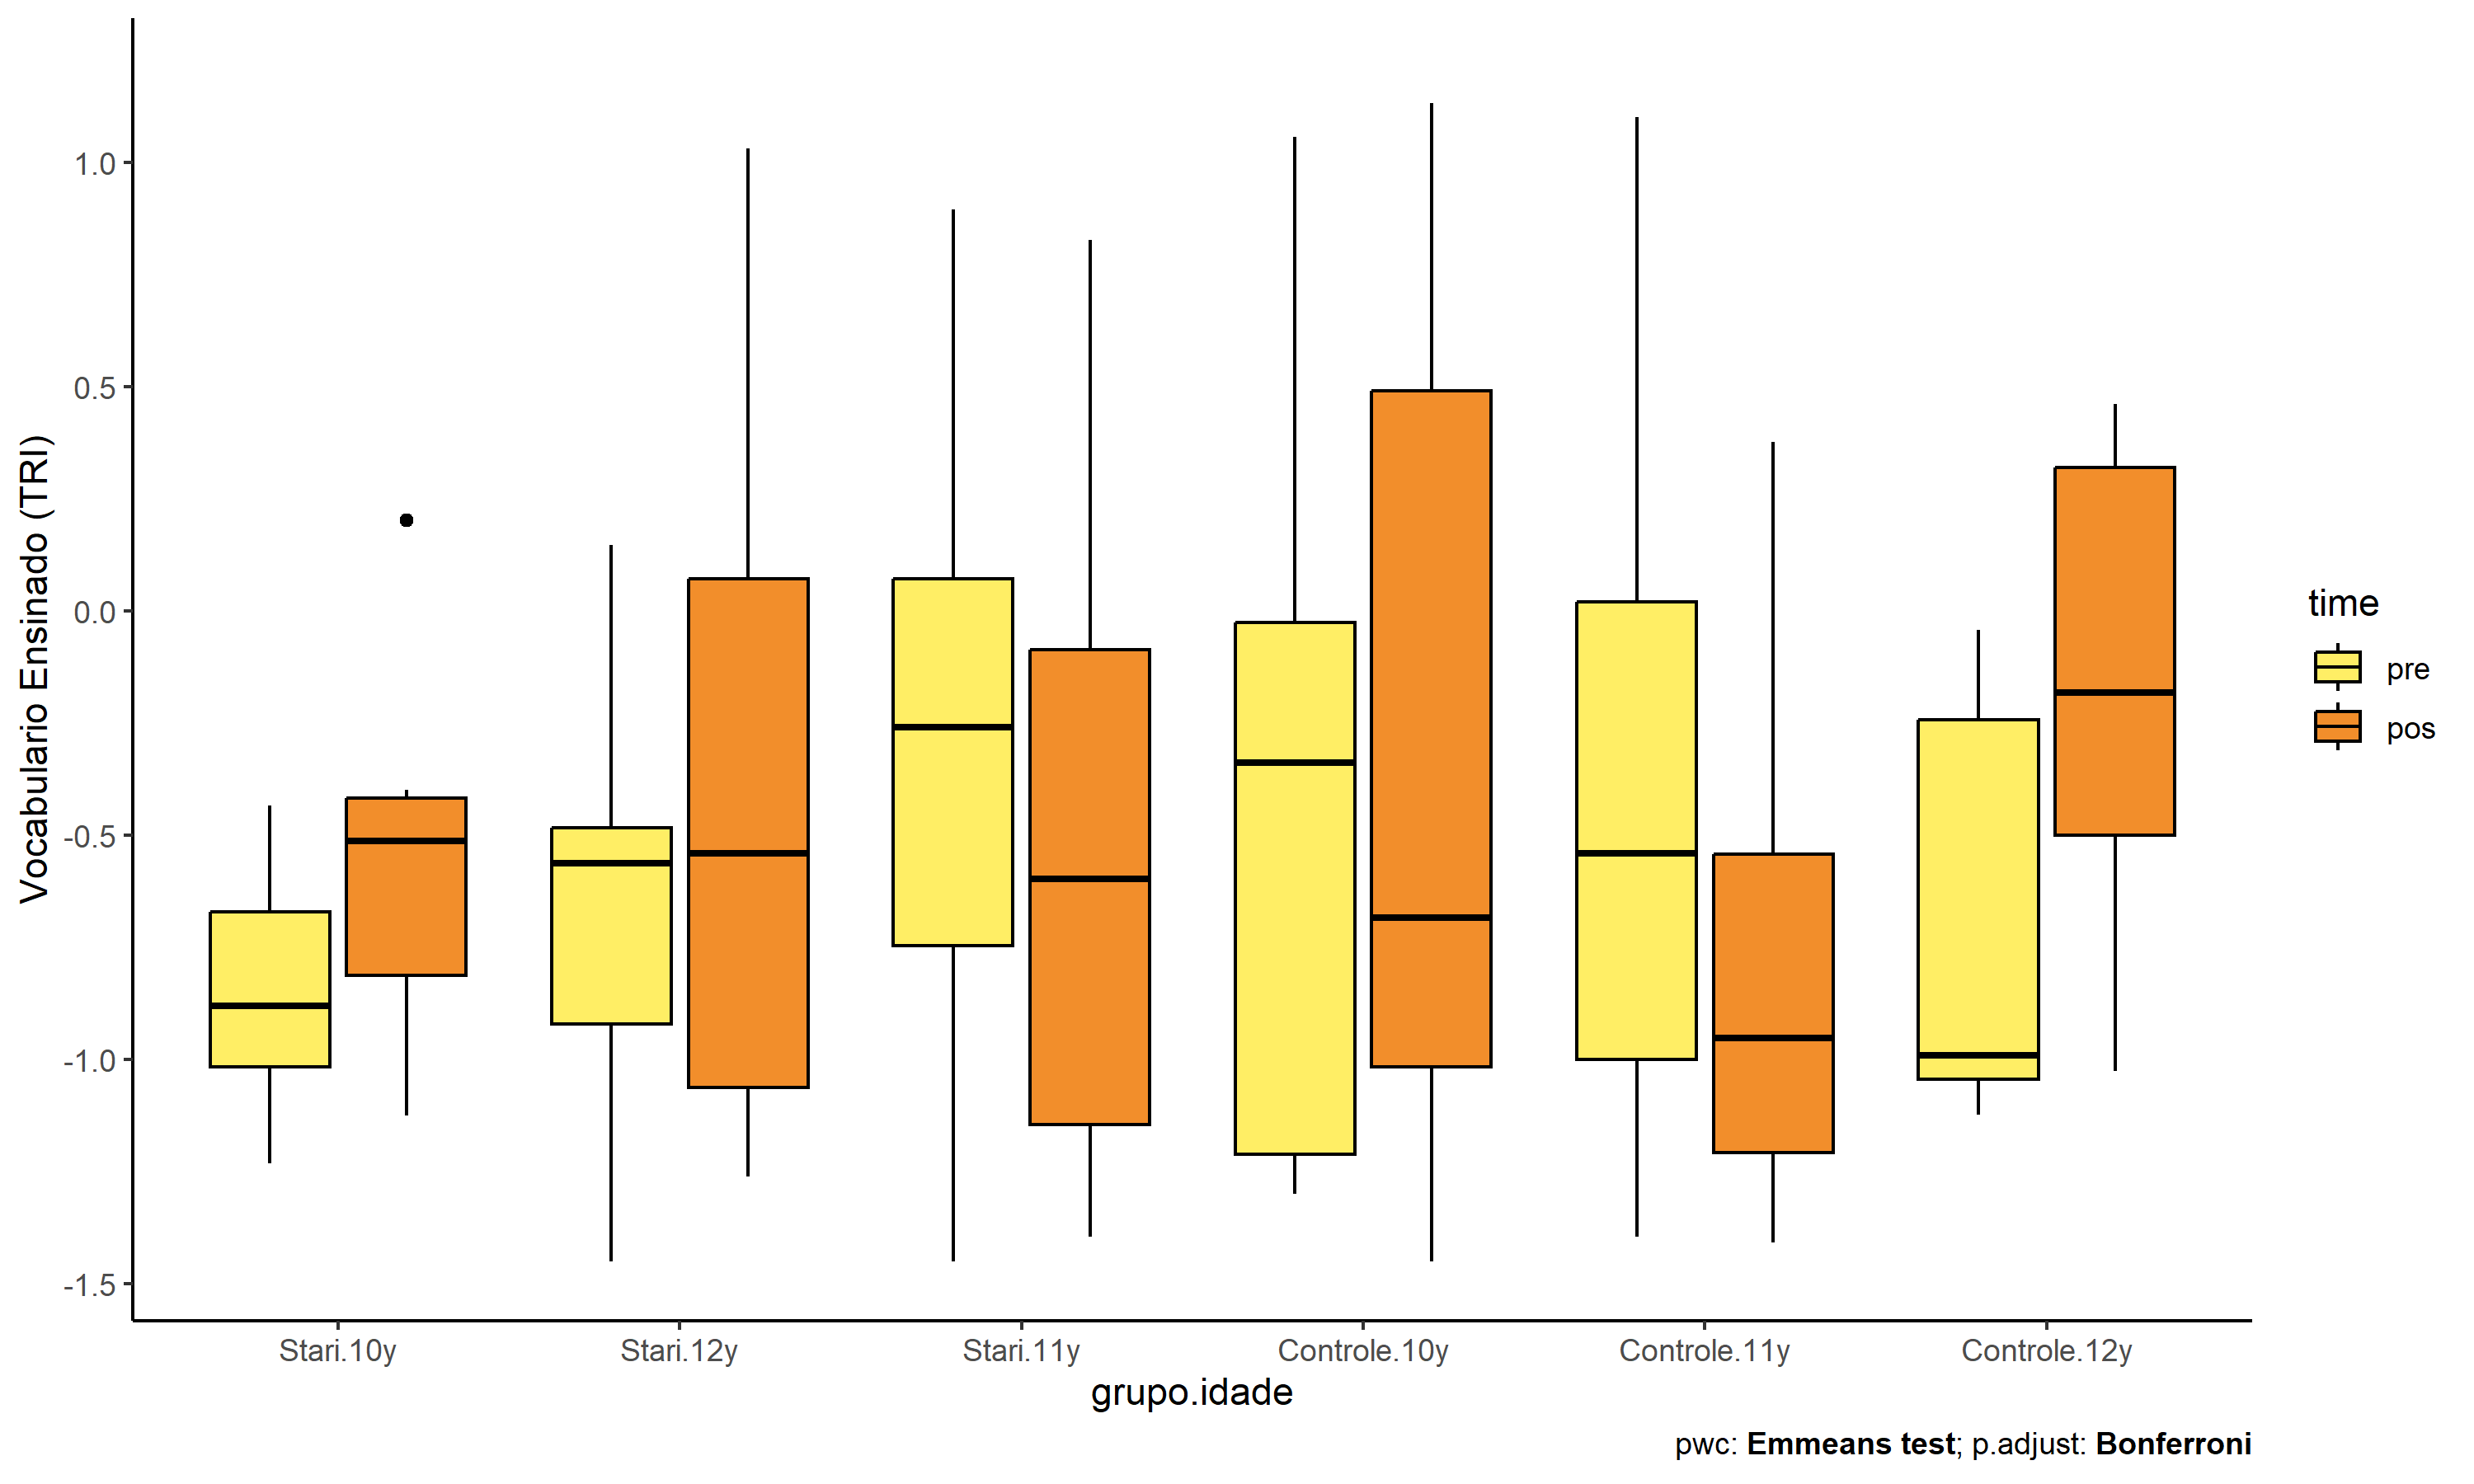 Vocabulario Ensinado (TRI)
1.0
0.5
0.0
-0.5
-1.0
-1.5
Stari.10y
Stari.12y
Stari.11y
Controle.10y
Controle.11y
Controle.12y
grupo.idade
time
pre
pos
pwc: Emmeans test; p.adjust: Bonferroni